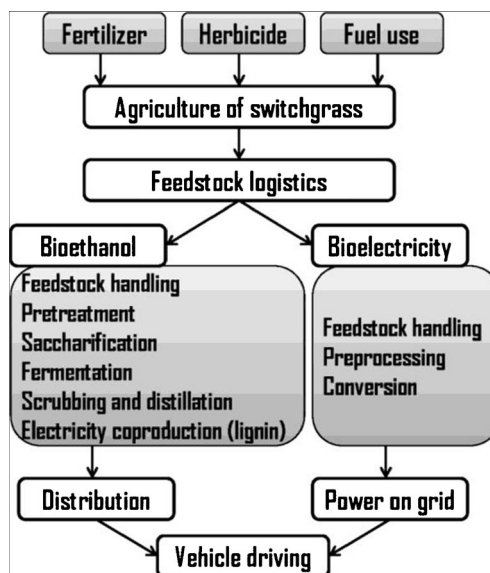 Fertilizer
Herbicide
Fuel use
Agriculture of switchgrass
Feedstock logistics
Bioethanol
Bioelectricity
Feedstock handling
Pretreatment
Saccharification
Fermentation
Scrubbing and distillation
Electricity coproduction (lignin)
Feedstock handling
Preprocessing
Conversion
Distribution
Power on grid
Vehicle driving